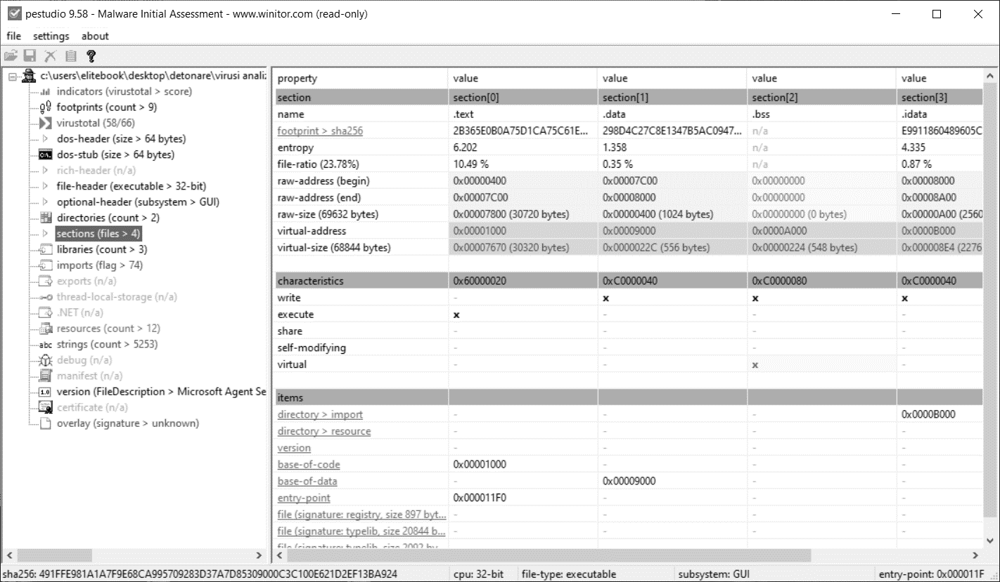 pestudio 9.58 - Malware Initial Assessment - www.winitor.com (read-only)
file settings about
c:\users\elitebook\desktop\detonare\virusi analiz
indicators (virustotal > score)
footprints (count > 9)
virustotal (58/66)
dos-header (size > 64 bytes)
dos-stub (size > 64 bytes)
rich-header (n/a)
file-header (executable > 32-bit)
optional-header (subsystem > GUI)
directories (count > 2)
sections (files > 4)
libraries (count > 3)
imports (flag > 74)
exports (n/a)
thread-local-storage (n/a)
.NET (n/a)
resources (count > 12)
abc strings (count > 5253)
debug (n/a)
manifest (n/a)
1.0 version (FileDescription > Microsoft Agent Se
certificate (n/a)
overlay (signature > unknown)
property value value value value
section section[0] section[1] section[2] section[3]
name .text .data .bss .idata
footprint > sha256 2B365E0B0A75D1CA75C61E... 298D4C27C8E1347B5AC0947... n/a E9911860489605C
entropy 6.202 1.358 n/a 4.335
file-ratio (23.78%) 10.49 % 0.35 % n/a 0.87 %
raw-address (begin) 0x00000400 0x00007C00 0x00000000 0x00008000
raw-address (end) 0x00007C00 0x00008000 0x00000000 0x00008A00
raw-size (69632 bytes) 0x00007800 (30720 bytes) 0x00000400 (1024 bytes) 0x00000000 (0 bytes) 0x00000A00 (2560
virtual-address 0x00001000 0x00009000 0x0000A000 0x0000B000
virtual-size (68844 bytes) 0x00007670 (30320 bytes) 0x0000022C (556 bytes) 0x00000224 (548 bytes) 0x000008E4 (2276
characteristics 0x60000020 0xC0000040 0xC0000080 0xC0000040
write - x x x
execute x - - -
share - - - -
self-modifying - - - -
virtual - - x -
items
directory > import - - - 0x0000B000
directory > resource - - - -
version - - - -
base-of-code 0x00001000 - - -
base-of-data - 0x00009000 - -
entry-point 0x000011F0 - - -
file (signature: registry, size 897 byt... - - - -
file (signature: typelib, size 20844 b... - - - -
file (signature: typelib, size 2092 by
sha256: 491FFE981A1A7F9E68CA995709283D37A7D85309000C3C100E621D2EF13BA924 cpu: 32-bit file-type: executable subsystem: GUI entry-point: 0x000011F